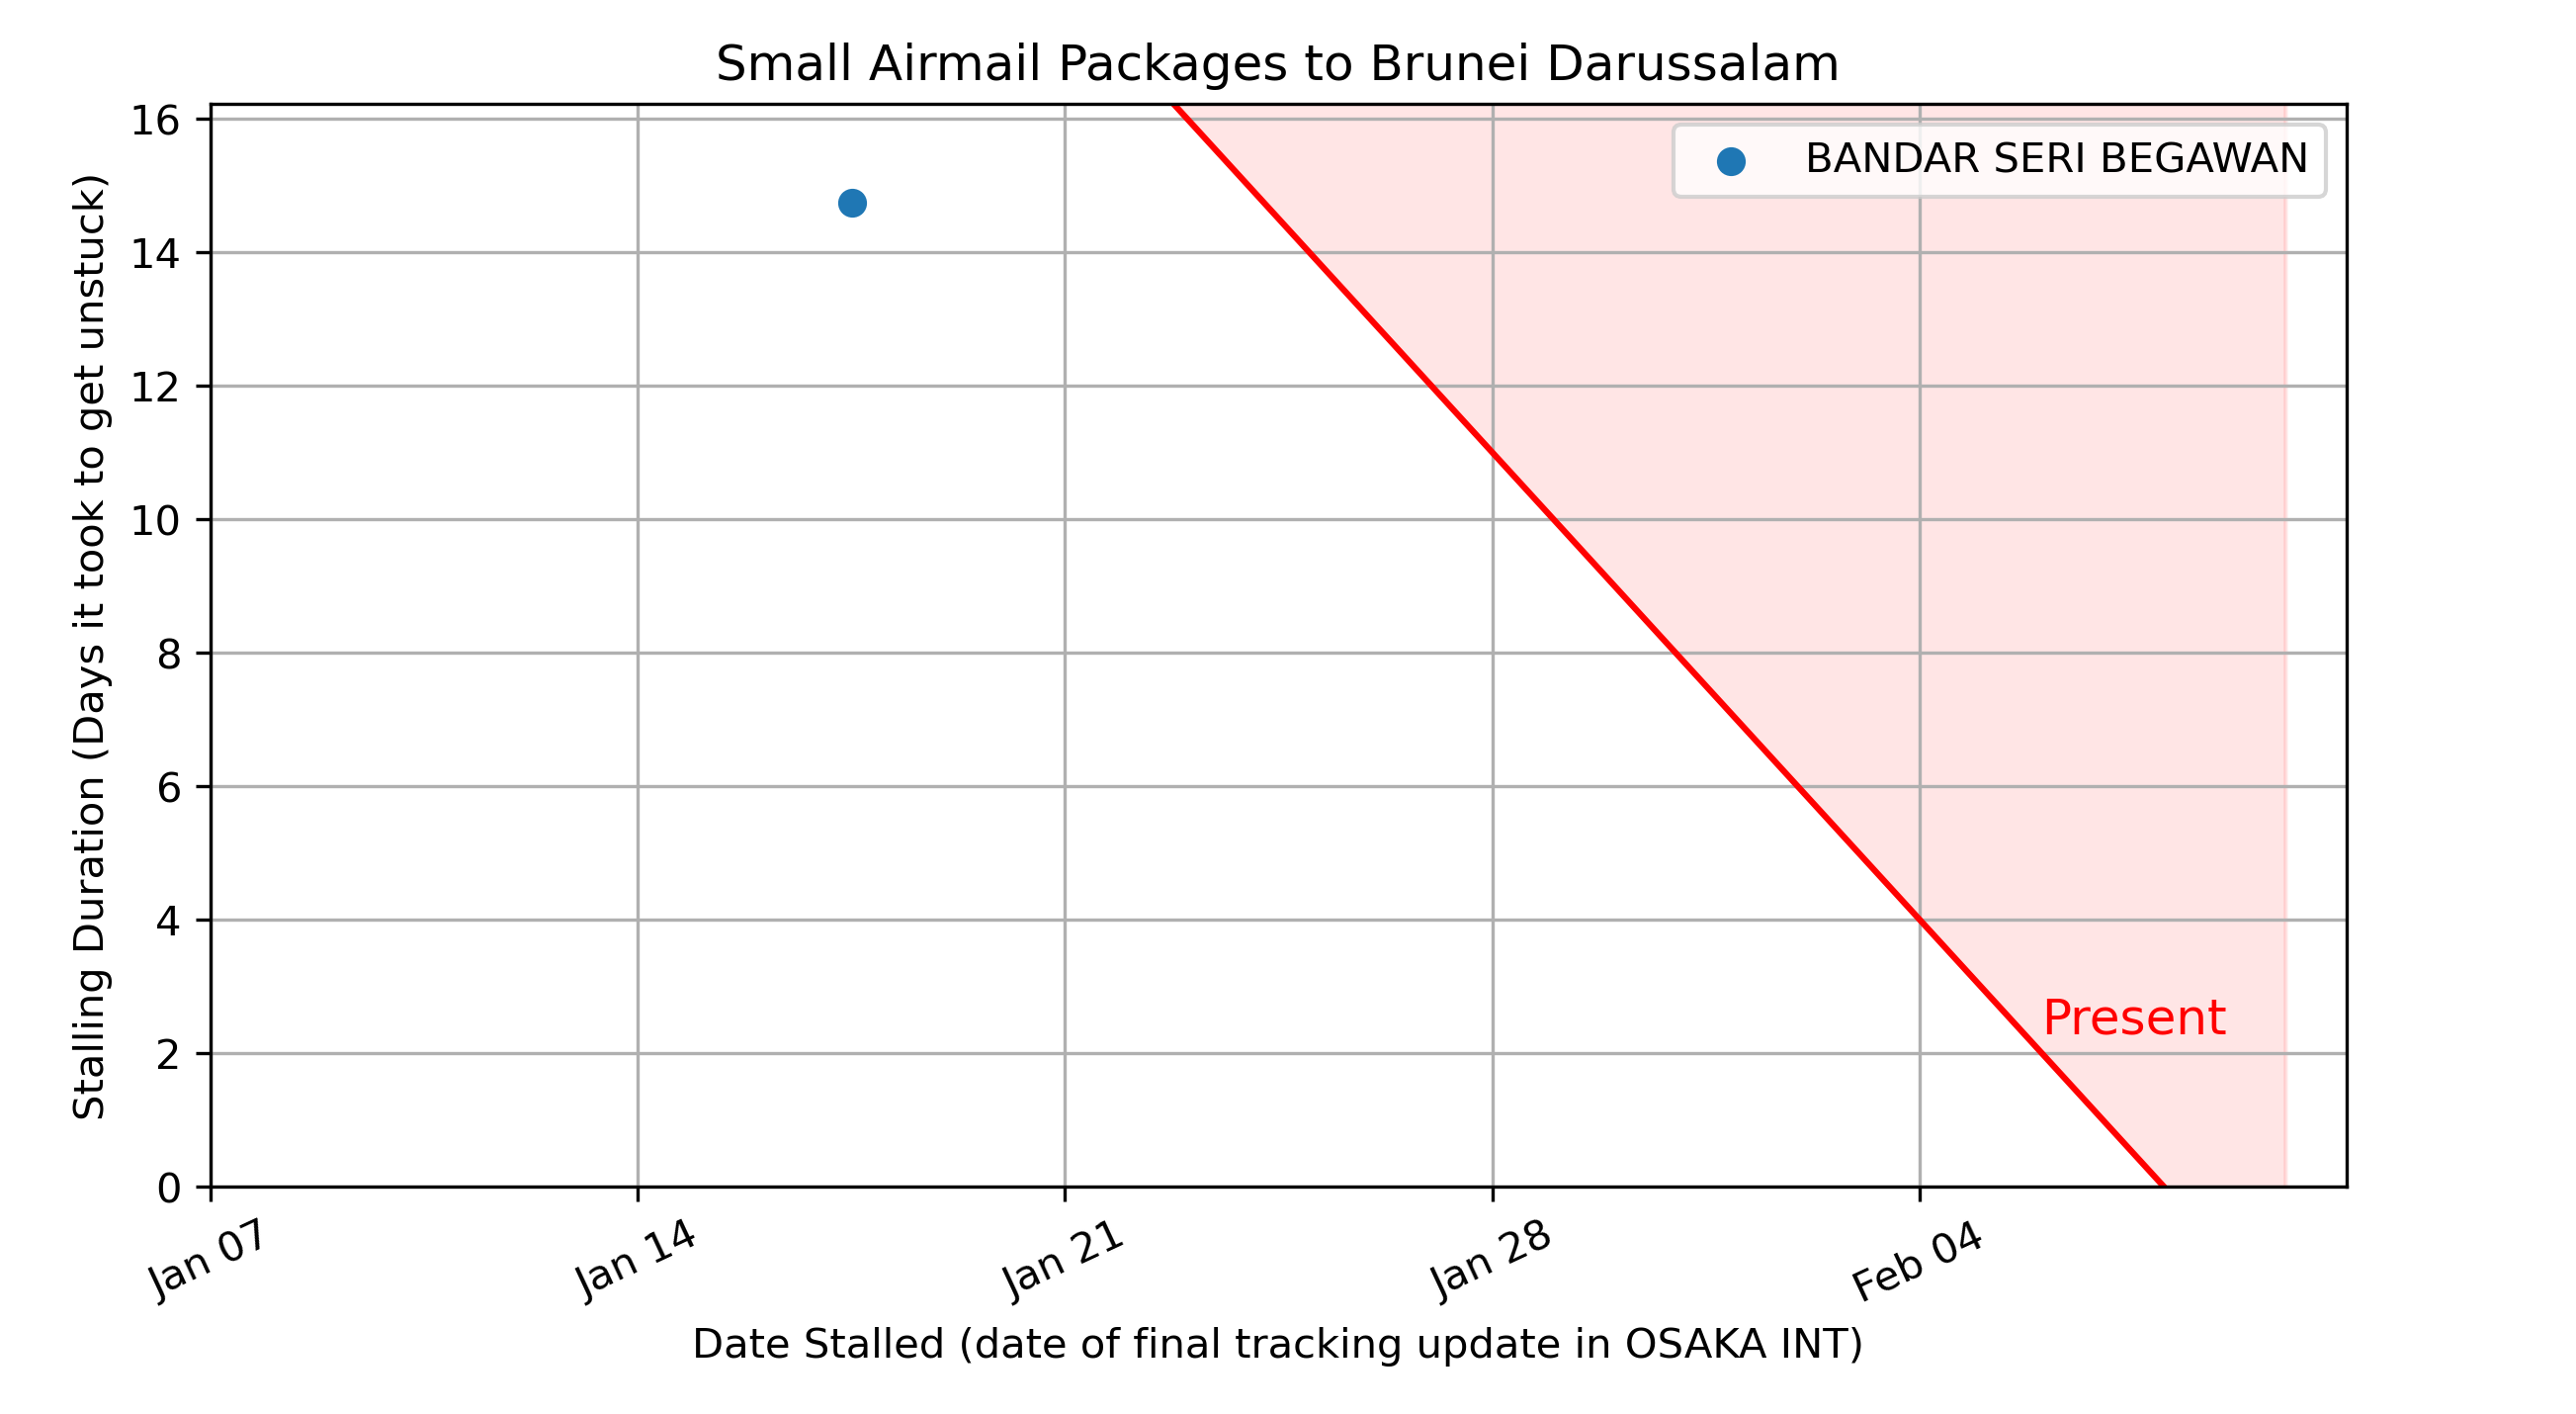 Small Airmail Packages to Brunei Darussalam
BANDAR SERI BEGAWAN
Stalling Duration (Days it took to get unstuck)
16
14
12
10
8
6
4
2
0
Present
Jan 07
Jan 14
Jan 21
Jan 28
Feb 04
Date Stalled (date of final tracking update in OSAKA INT)